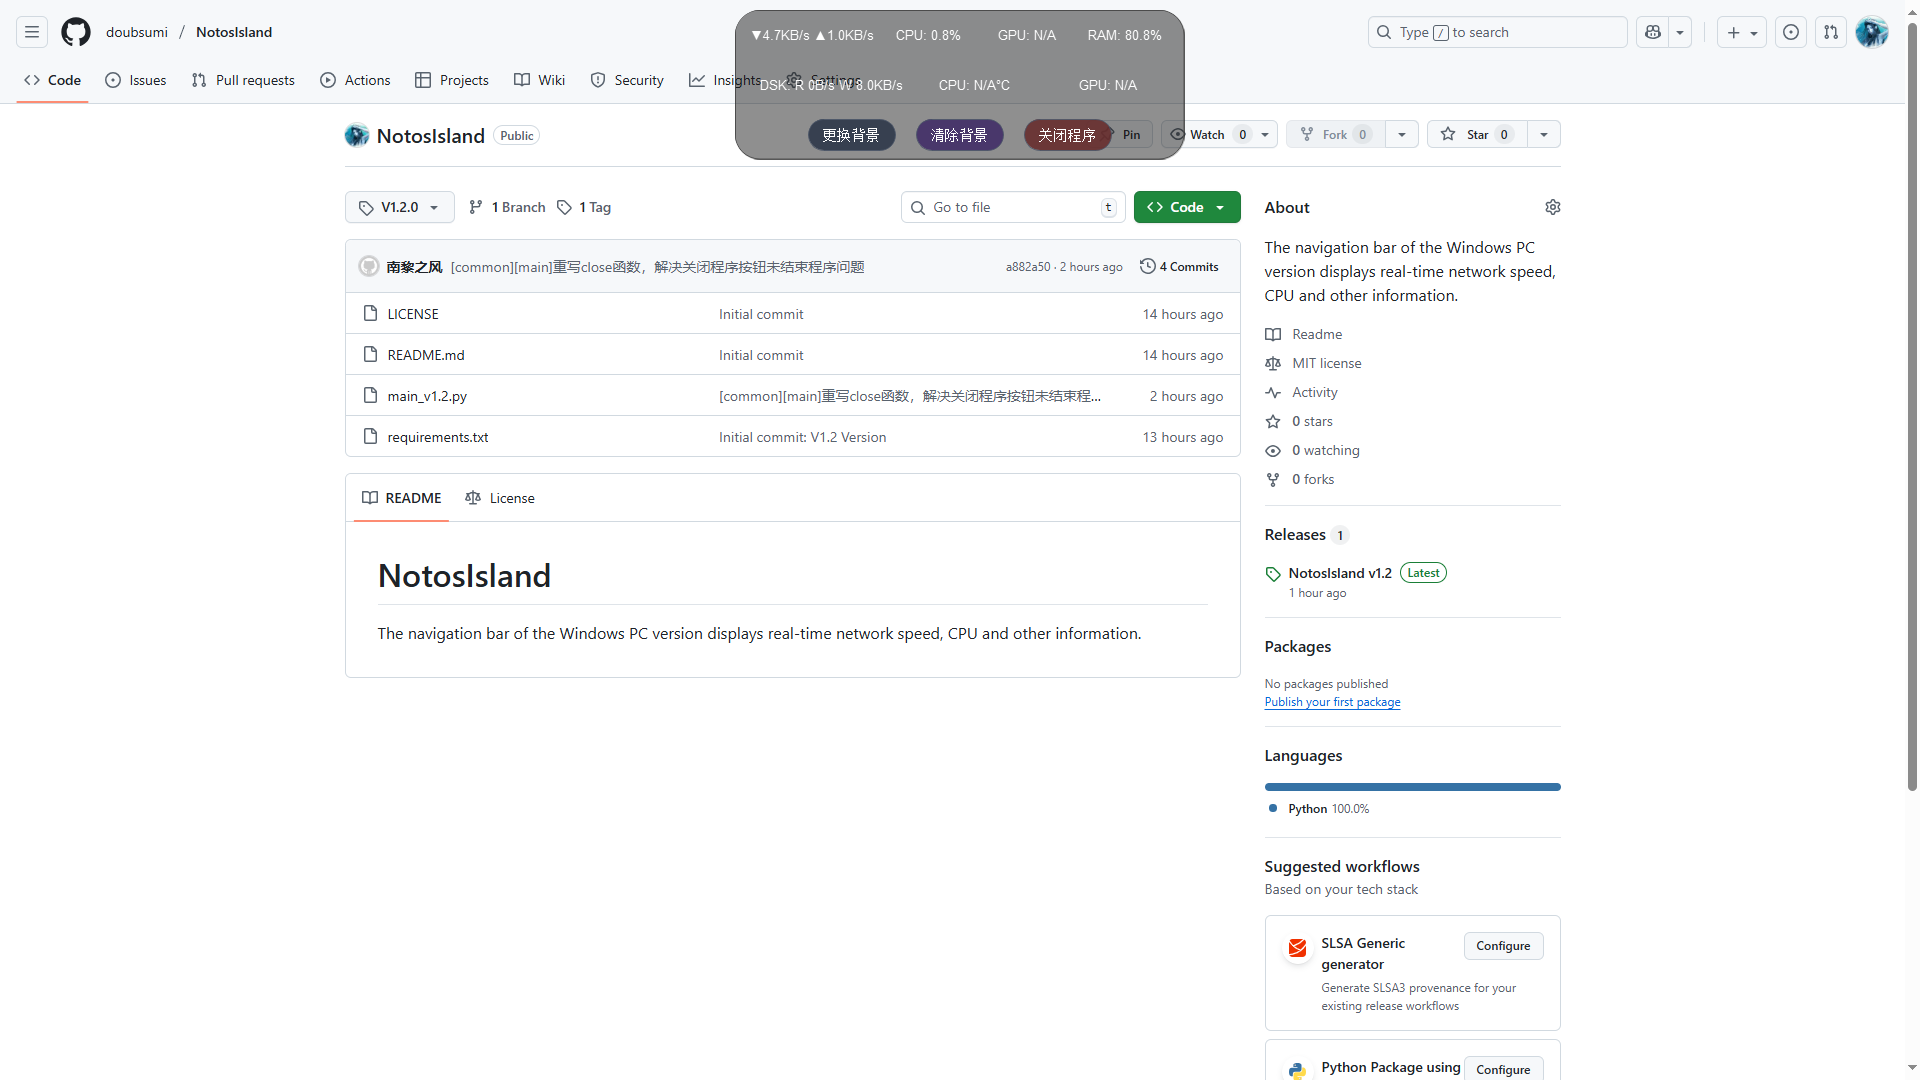 doubsumi / NotosIsland
Type / to search
Code
Issues
Pull requests
Actions
Projects
Wiki
Security
Insights
Settings
▼4.7KB/s ▲1.0KB/s CPU: 0.8% GPU: N/A RAM: 80.8%
DSK: R 0B/s W 8.0KB/s CPU: N/A°C GPU: N/A
更换背景 清除背景 关闭程序
NotosIsland Public
Pin
Watch 0
Fork 0
Star 0
V1.2.0
1 Branch
1 Tag
Go to file t
Code
南黎之风 [common][main]重写close函数，解决关闭程序按钮未结束程序问题 a882a50 · 2 hours ago 4 Commits
LICENSE Initial commit 14 hours ago
README.md Initial commit 14 hours ago
main_v1.2.py [common][main]重写close函数，解决关闭程序按钮未结束程... 2 hours ago
requirements.txt Initial commit: V1.2 Version 13 hours ago
README License
NotosIsland
The navigation bar of the Windows PC version displays real-time network speed, CPU and other information.
About
The navigation bar of the Windows PC
version displays real-time network speed,
CPU and other information.
Readme
MIT license
Activity
0 stars
0 watching
0 forks
Releases 1
NotosIsland v1.2 Latest
1 hour ago
Packages
No packages published
Publish your first package
Languages
Python 100.0%
Suggested workflows
Based on your tech stack
SLSA Generic
generator
Configure
Generate SLSA3 provenance for your
existing release workflows
Python Package using
Configure